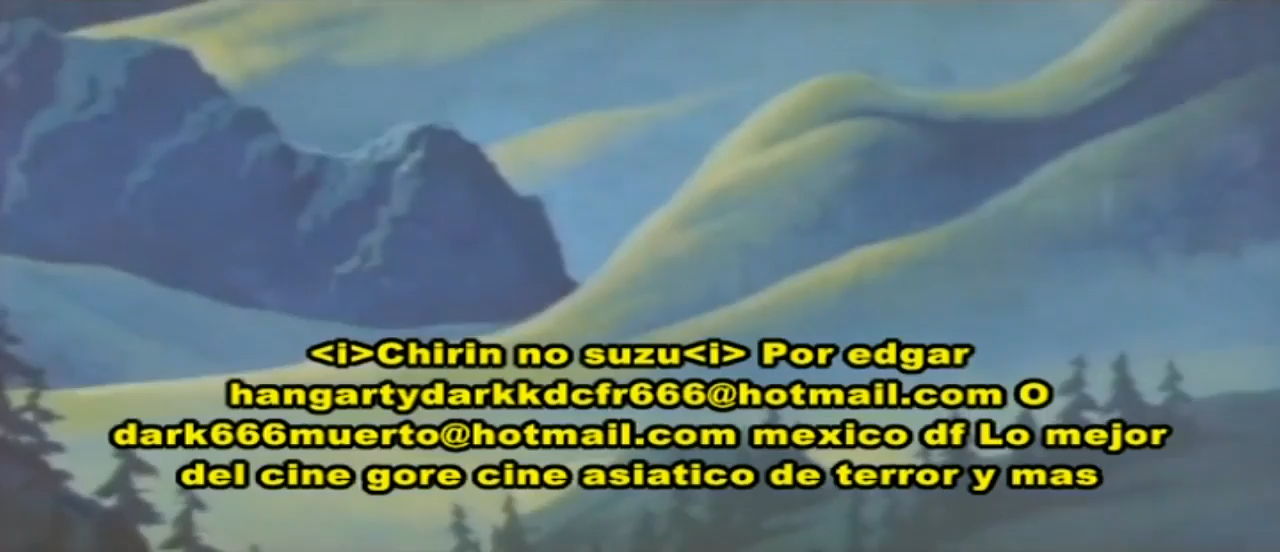 <i>Chirin no suzu<i> Por edgar
hangartydarkkdcfr666@hotmail.com O
dark666muerto@hotmail.com mexico df Lo mejor
del cine gore cine asiatico de terror y mas